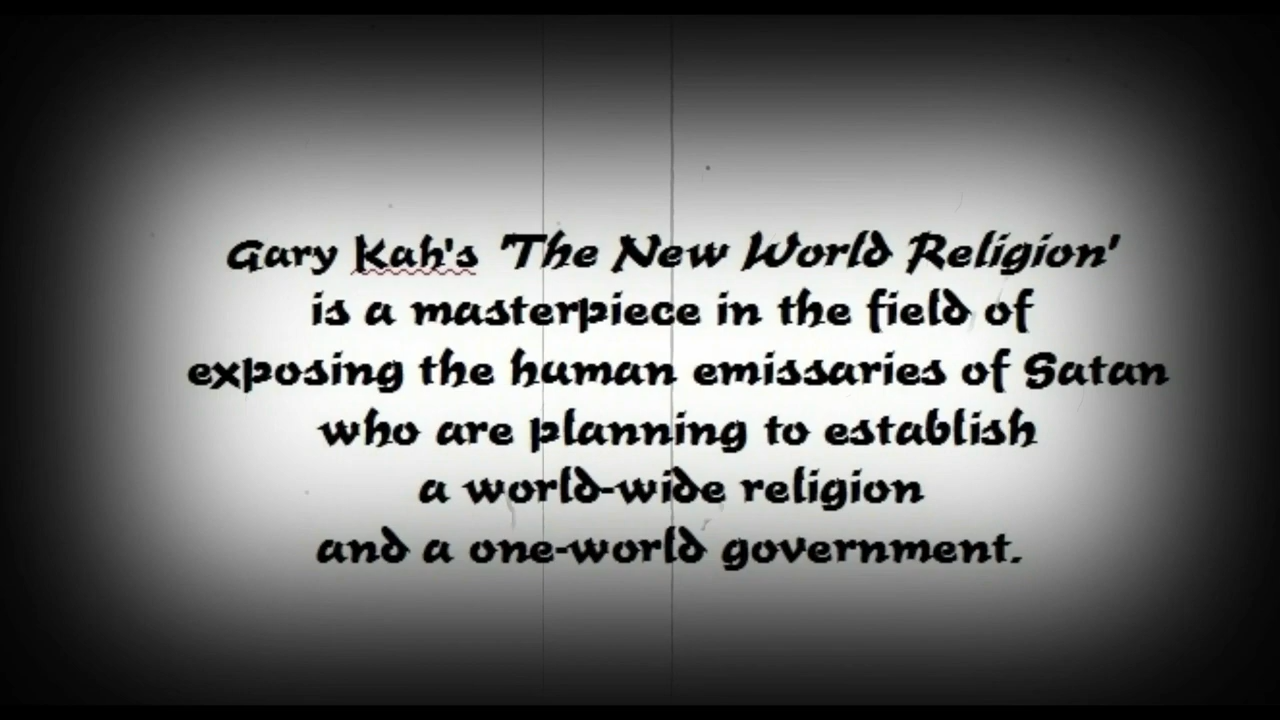 Gary Kah's 'The New World Religion'
is a masterpiece in the field of
exposing the human emissaries of Satan
who are planning to establish
a world-wide religion
and a one-world government.